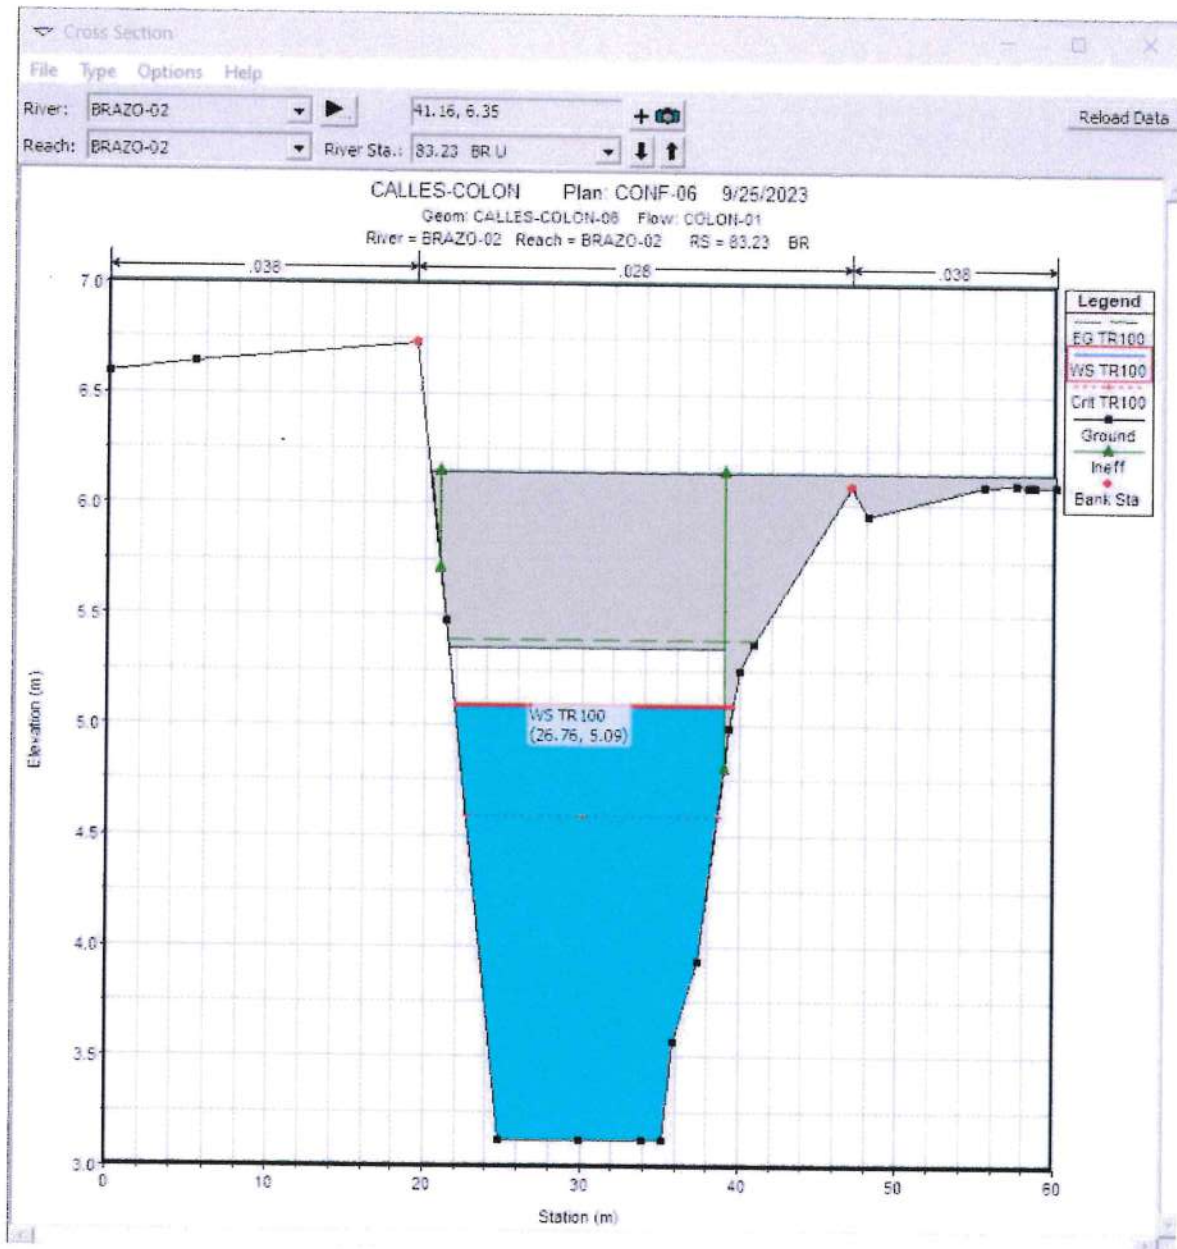 Cross Section
File Type Options Help
River: BRAZO-02 41.16, 6.35 Reload Data
Reach: BRAZO-02 River Sta.: 83.23 BR U
CALLES-COLON Plan: CONF-06 9/25/2023
Geom: CALLES-COLON-06 Flow: COLON-01
River = BRAZO-02 Reach = BRAZO-02 RS = 83.23 BR
.038 .028 .038
Legend
EG TR100
WS TR100
Crit TR100
Ground
Ineff
Bank Sta
7.0
6.5
6.0
5.5
5.0
4.5
4.0
3.5
3.0
Elevation (m)
WS TR100
(26.76, 5.09)
0 10 20 30 40 50 60
Station (m)